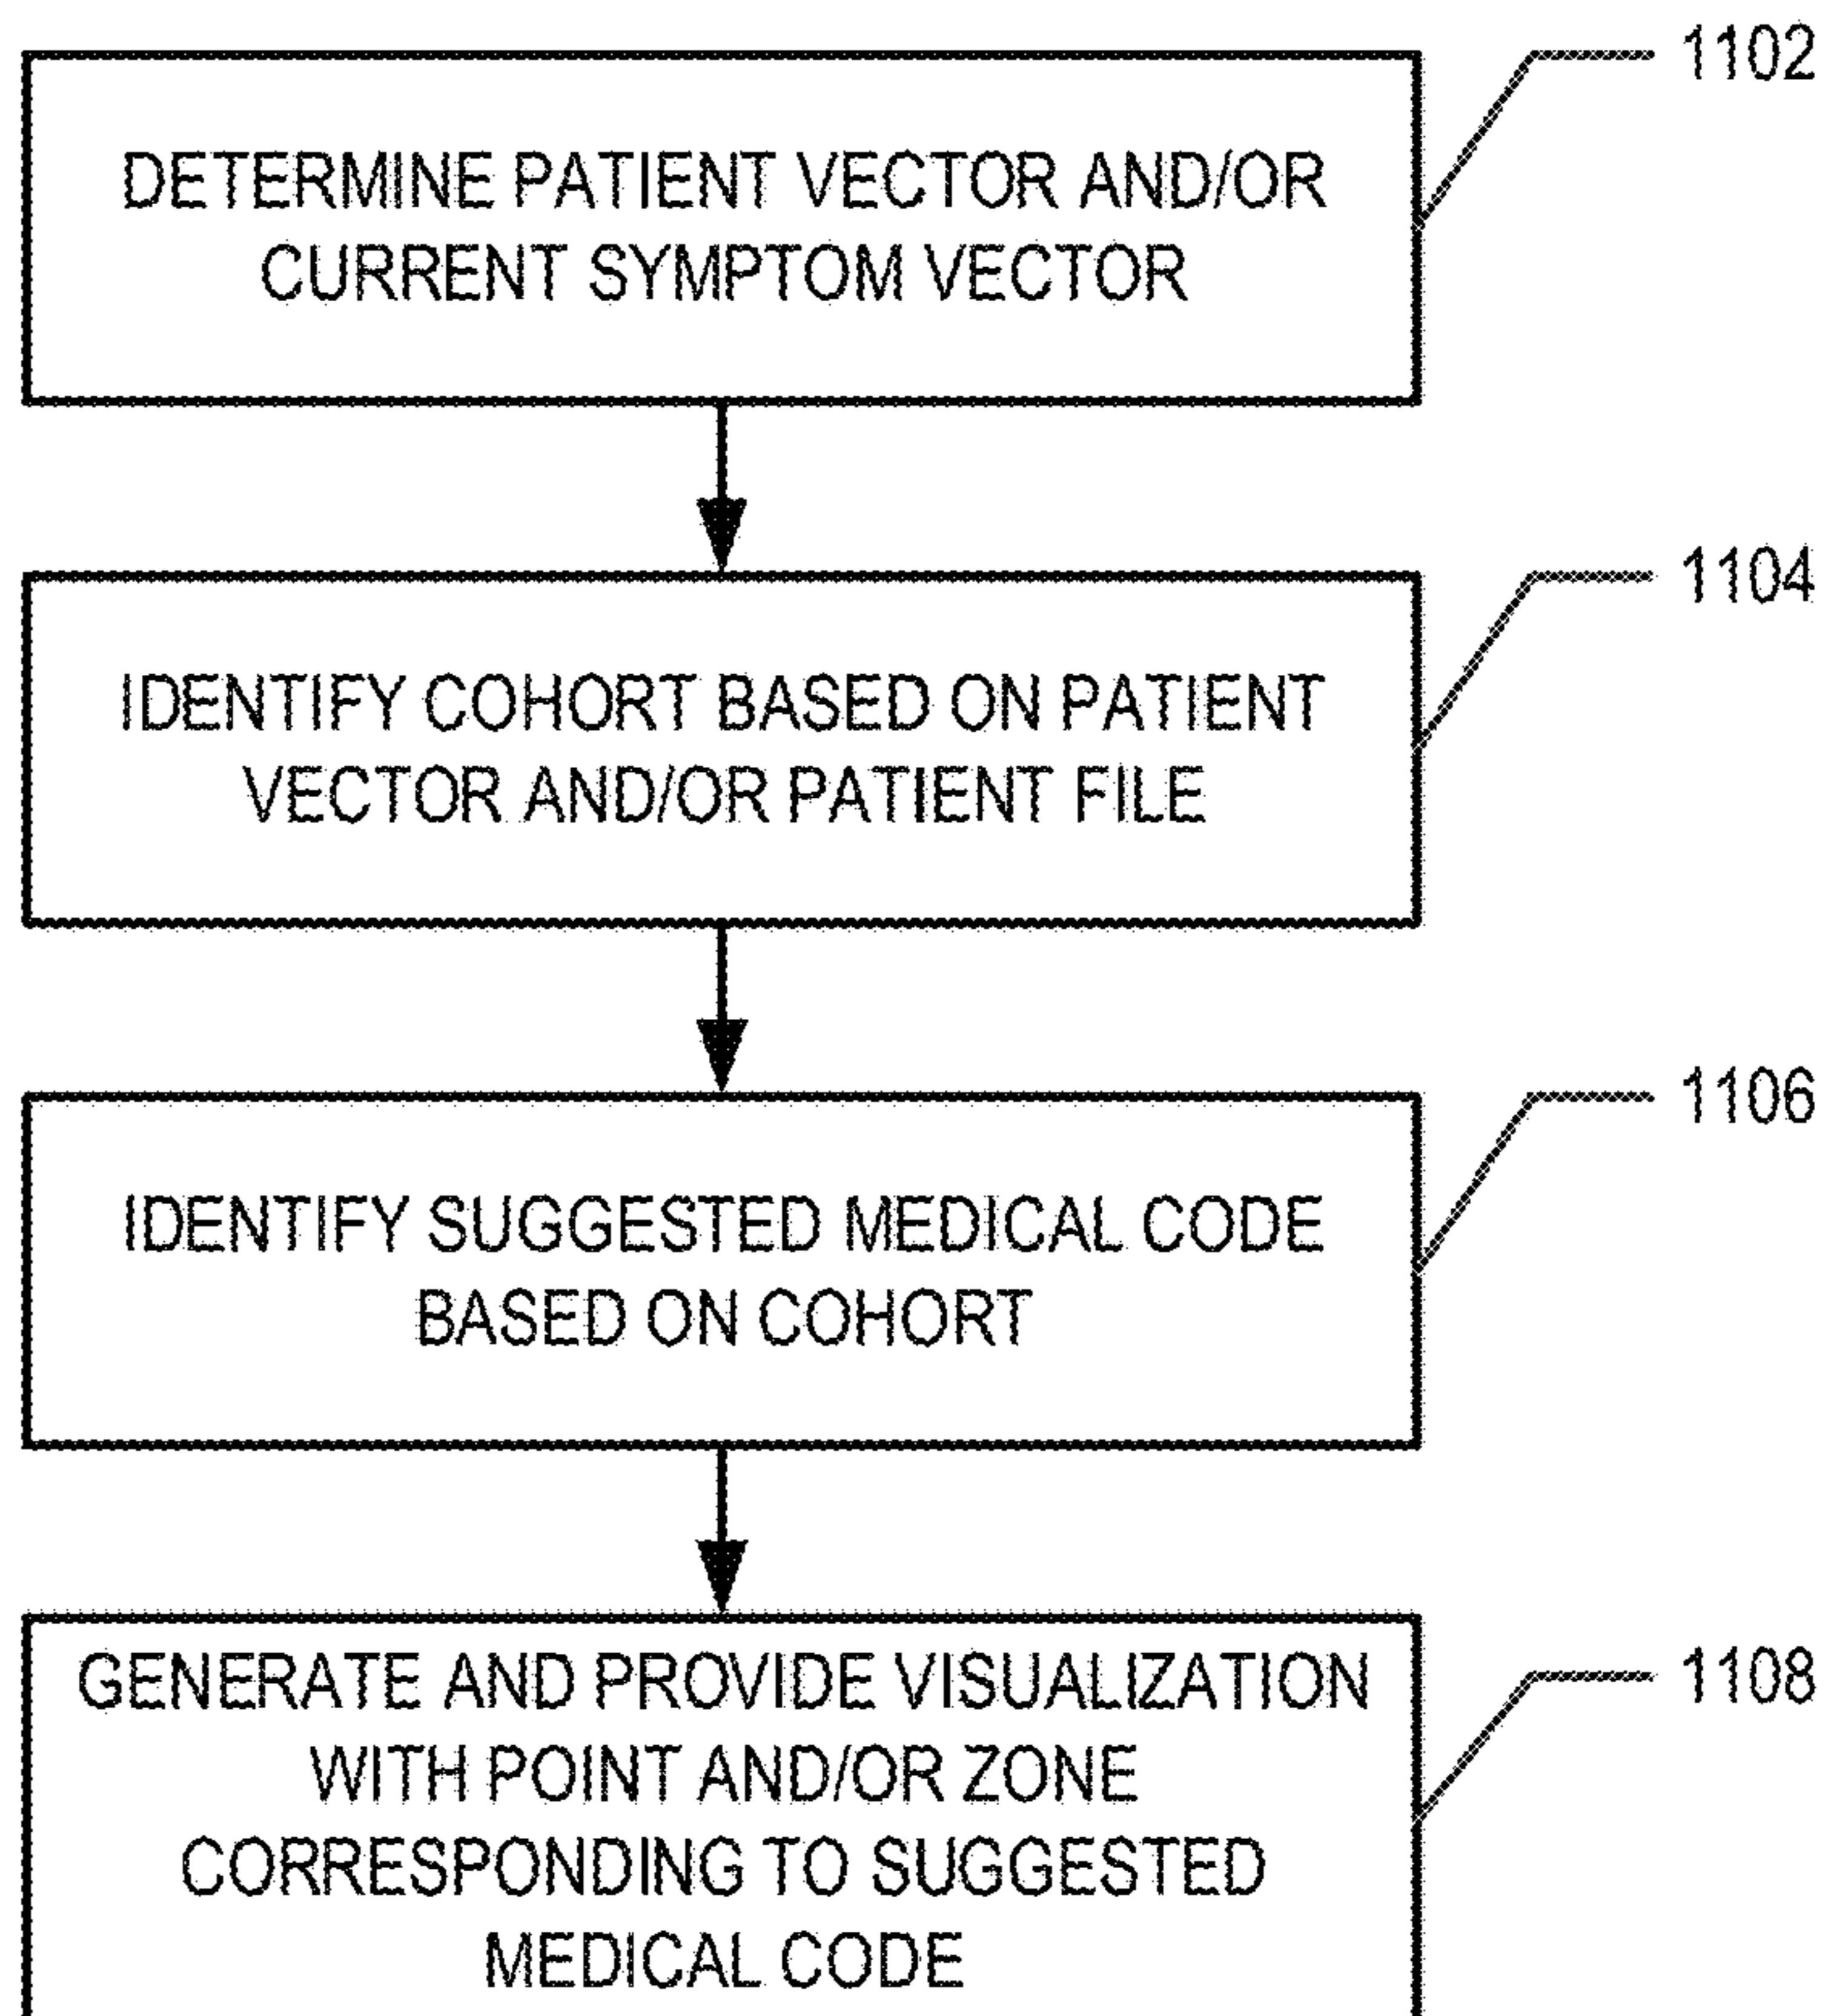 1102
DETERMINE PATIENT VECTOR AND/OR
CURRENT SYMPTOM VECTOR
1104
IDENTIFY COHORT BASED ON PATIENT
VECTOR AND/OR PATIENT FILE
1106
IDENTIFY SUGGESTED MEDICAL CODE
BASED ON COHORT
1108
GENERATE AND PROVIDE VISUALIZATION
WITH POINT AND/OR ZONE
CORRESPONDING TO SUGGESTED
MEDICAL CODE